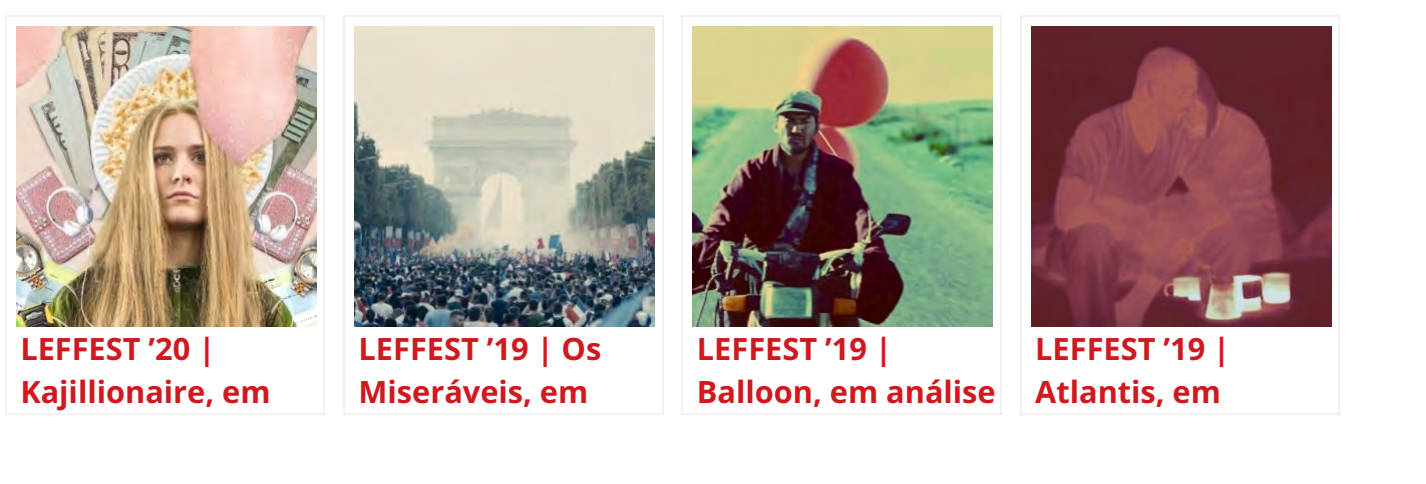 LEFFEST ’20 |
Kajillionaire, em
LEFFEST ’19 | Os
Miseráveis, em
LEFFEST ’19 |
Balloon, em análise
LEFFEST ’19 |
Atlantis, em